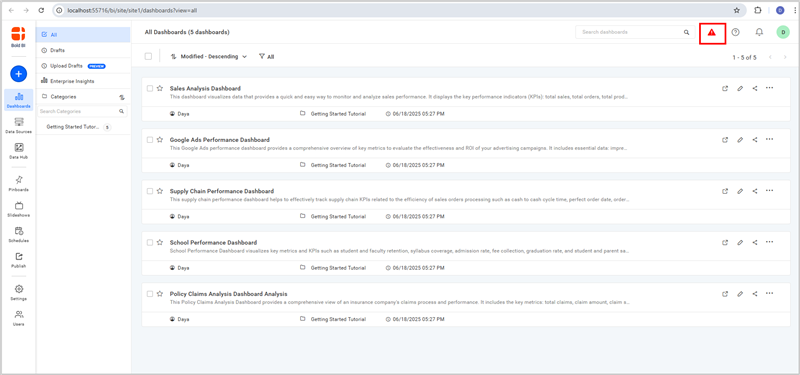 localhost:55716/bi/site/site1/dashboards?view=all
D
Bold BI
Dashboards
Data Sources
Data Hub
Pinboards
Slideshows
Schedules
Publish
Settings
Users
All
Drafts
Upload Drafts PREVIEW
Enterprise Insights
Categories
Search Categories
Getting Started Tutor... 5
All Dashboards (5 dashboards)
Search dashboards
D
Modified - Descending
All
1 - 5 of 5
Sales Analysis Dashboard
This dashboard visualizes data that provides a quick and easy way to monitor and analyze sales performance. It displays the key performance indicators (KPIs): total sales, total orders, total prod...
Daya Getting Started Tutorial 06/18/2025 05:27 PM
Google Ads Performance Dashboard
This Google Ads performance dashboard provides a comprehensive overview of key metrics to evaluate the effectiveness and ROI of your advertising campaigns. It includes essential data: impre...
Daya Getting Started Tutorial 06/18/2025 05:27 PM
Supply Chain Performance Dashboard
This supply chain performance dashboard helps to effectively track supply chain KPIs related to the efficiency of sales orders processing such as cash to cash cycle time, perfect order date, order...
Daya Getting Started Tutorial 06/18/2025 05:27 PM
School Performance Dashboard
School Performance Dashboard visualizes key metrics and KPIs such as student and faculty retention, syllabus coverage, admission rate, fee collection, graduation rate, and student and parent sa...
Daya Getting Started Tutorial 06/18/2025 05:27 PM
Policy Claims Analysis Dashboard Analysis
This Policy Claims Analysis Dashboard provides a comprehensive view of an insurance company's claims process and performance. It includes the key metrics: total claims, claim amount, claim s...
Daya Getting Started Tutorial 06/18/2025 05:27 PM